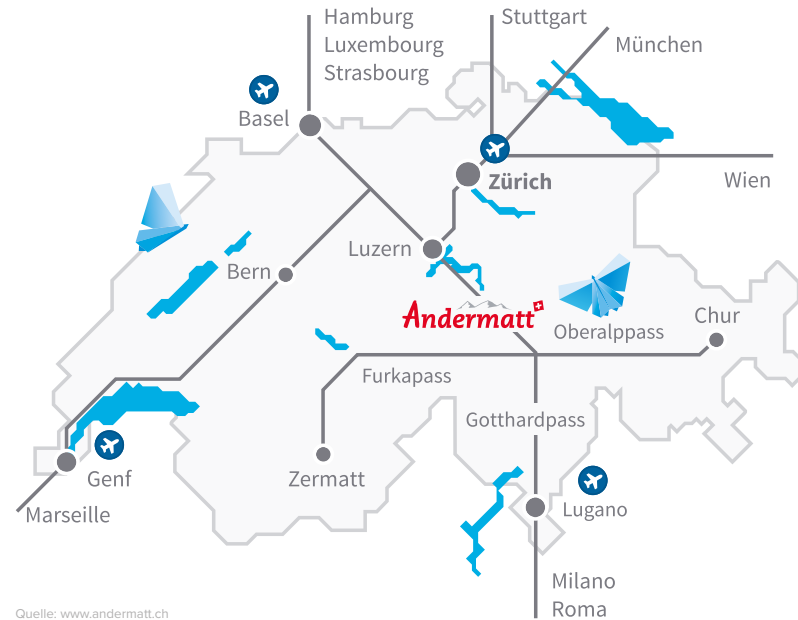 Hamburg
Luxembourg
Strasbourg
Stuttgart
München
Basel
Zürich
Wien
Luzern
Bern
Andermatt
Oberalppass
Chur
Furkapass
Gotthardpass
Genf
Zermatt
Marseille
Lugano
Milano
Roma
Quelle: www.andermatt.ch